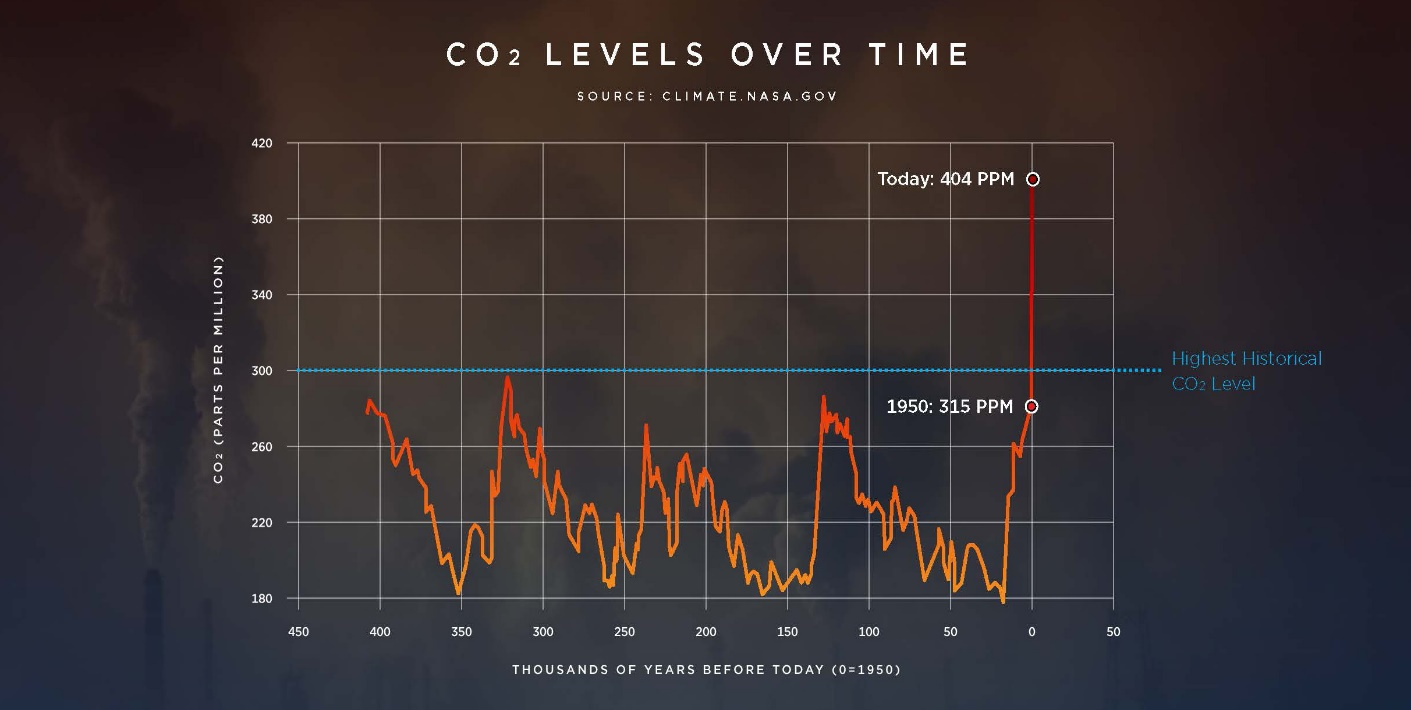 CO₂ LEVELS OVER TIME
SOURCE: CLIMATE.NASA.GOV
420
380
340
300
260
220
180
CO₂ (PARTS PER MILLION)
Today: 404 PPM
1950: 315 PPM
Highest Historical
CO₂ Level
450 400 350 300 250 200 150 100 50 0 50
THOUSANDS OF YEARS BEFORE TODAY (0=1950)